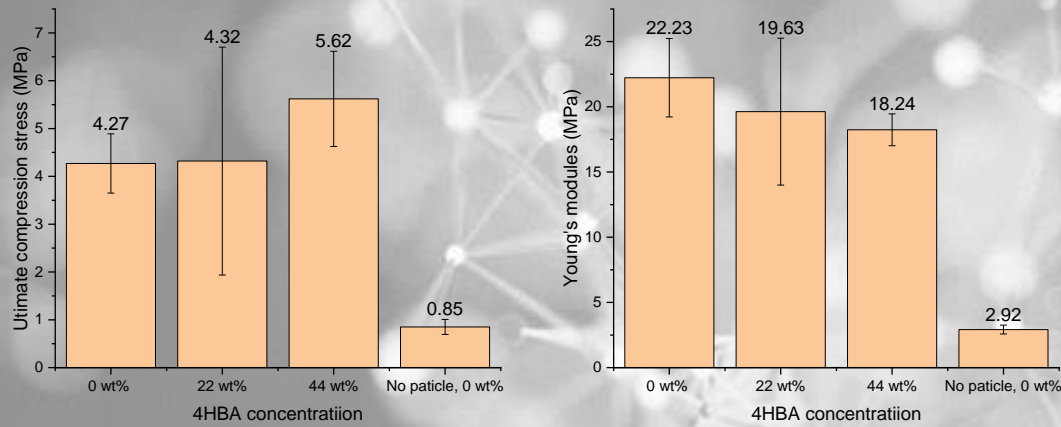 Utimate compression stress (MPa)
7
6
5
4
3
2
1
0
4.27
4.32
5.62
0.85
0 wt%
22 wt%
44 wt%
No paticle, 0 wt%
4HBA concentratiion
Young's modules (MPa)
25
20
15
10
5
0
22.23
19.63
18.24
2.92
0 wt%
22 wt%
44 wt%
No paticle, 0 wt%
4HBA concentratiion